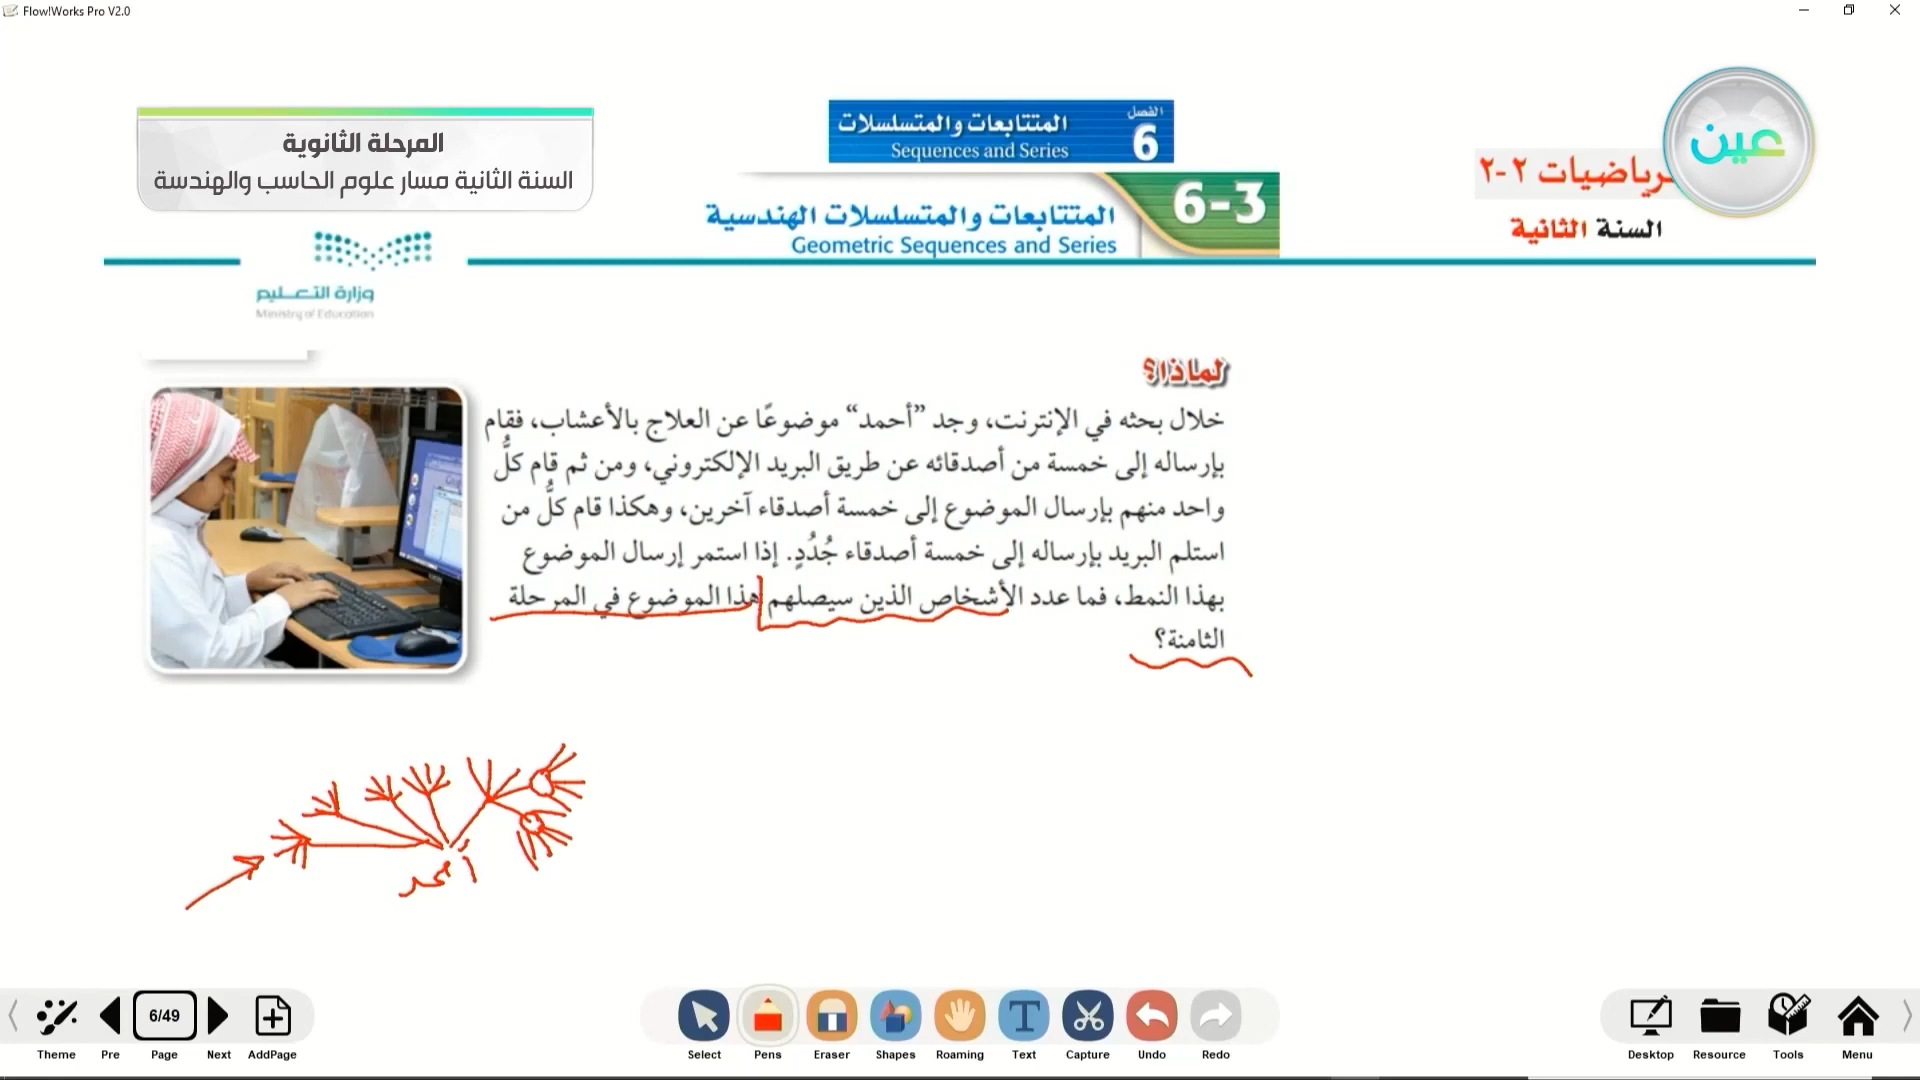 Flow!Works Pro V2.0
عين
رياضيات ٢-٢
السنة الثانية
الفصل 6
المتتابعات والمتسلسلات
Sequences and Series
6-3
المتتابعات والمتسلسلات الهندسية
Geometric Sequences and Series
المرحلة الثانوية
السنة الثانية مسار علوم الحاسب والهندسة
وزارة التعليم
Ministry of Education
لماذا؟
خلال بحثه في الإنترنت، وجد “أحمد” موضوعًا عن العلاج بالأعشاب، فقام
بإرساله إلى خمسة من أصدقائه عن طريق البريد الإلكتروني، ومن ثم قام كلُّ
واحد منهم بإرسال الموضوع إلى خمسة أصدقاء آخرين، وهكذا قام كلُّ من
استلم البريد بإرساله إلى خمسة أصدقاء جُدُدٍ. إذا استمر إرسال الموضوع
بهذا النمط، فما عدد الأشخاص الذين سيصلهم هذا الموضوع في المرحلة
الثامنة؟
أحمد
6/49
Theme Pre Page Next AddPage
Select Pens Eraser Shapes Roaming Text Capture Undo Redo
Desktop Resource Tools Menu